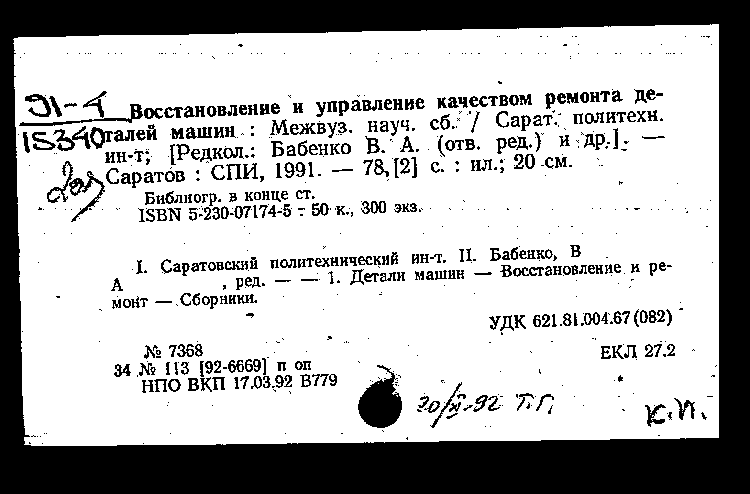 Э1-4
15340
Восстановление и управление качеством ремонта де-
талей машин : Межвуз. науч. сб. / Сарат. политехн.
ин-т; [Редкол.: Бабенко В. А. (отв. ред.) и др.]. —
Саратов : СПИ, 1991. — 78,[2] с. : ил.; 20 см.
Библиогр. в конце ст.
ISBN 5-230-07174-5 : 50 к., 300 экз.
I. Саратовский политехнический ин-т. II. Бабенко, В
А , ред. — — 1. Детали машин — Восстановление и ре-
монт — Сборники.
УДК 621.81.004.67(082)
№ 7368
ЕКЛ 27.2
34 № 113 [92-6669] п оп
НПО ВКП 17.03.92 В779
20/XI-92 Т.Г.
К.И.